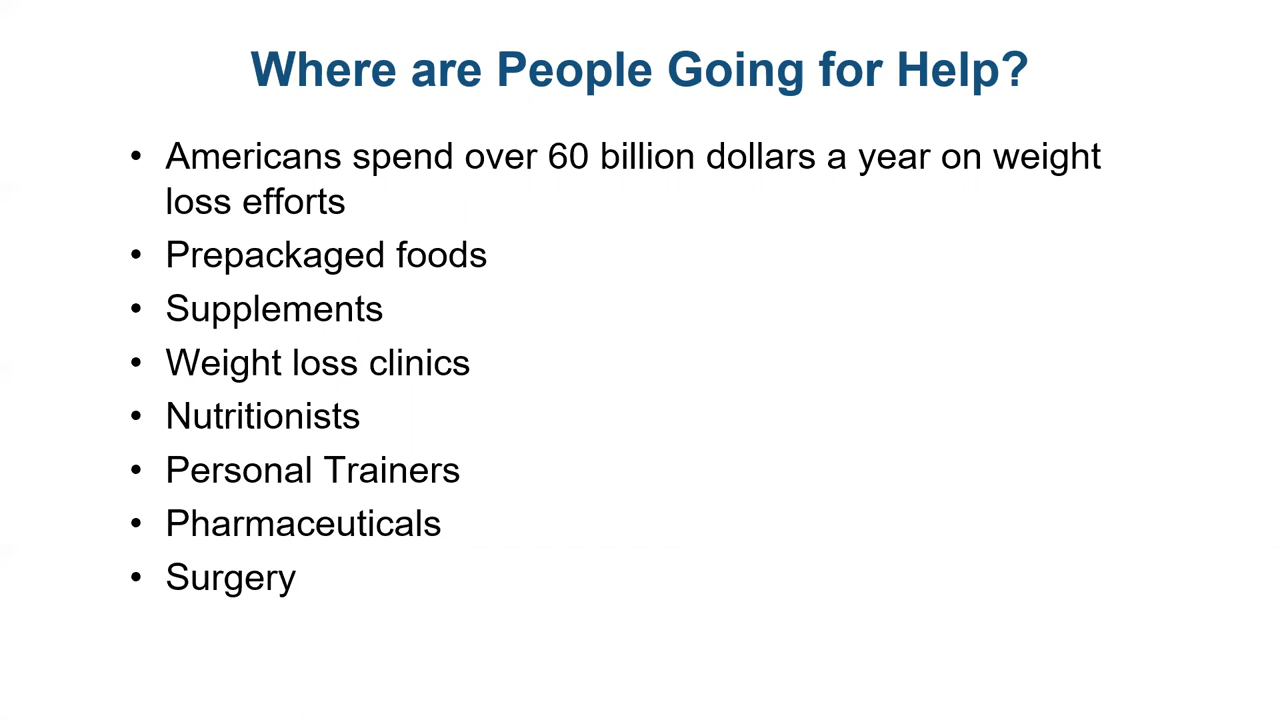 Where are People Going for Help?
• Americans spend over 60 billion dollars a year on weight
loss efforts
• Prepackaged foods
• Supplements
• Weight loss clinics
• Nutritionists
• Personal Trainers
• Pharmaceuticals
• Surgery